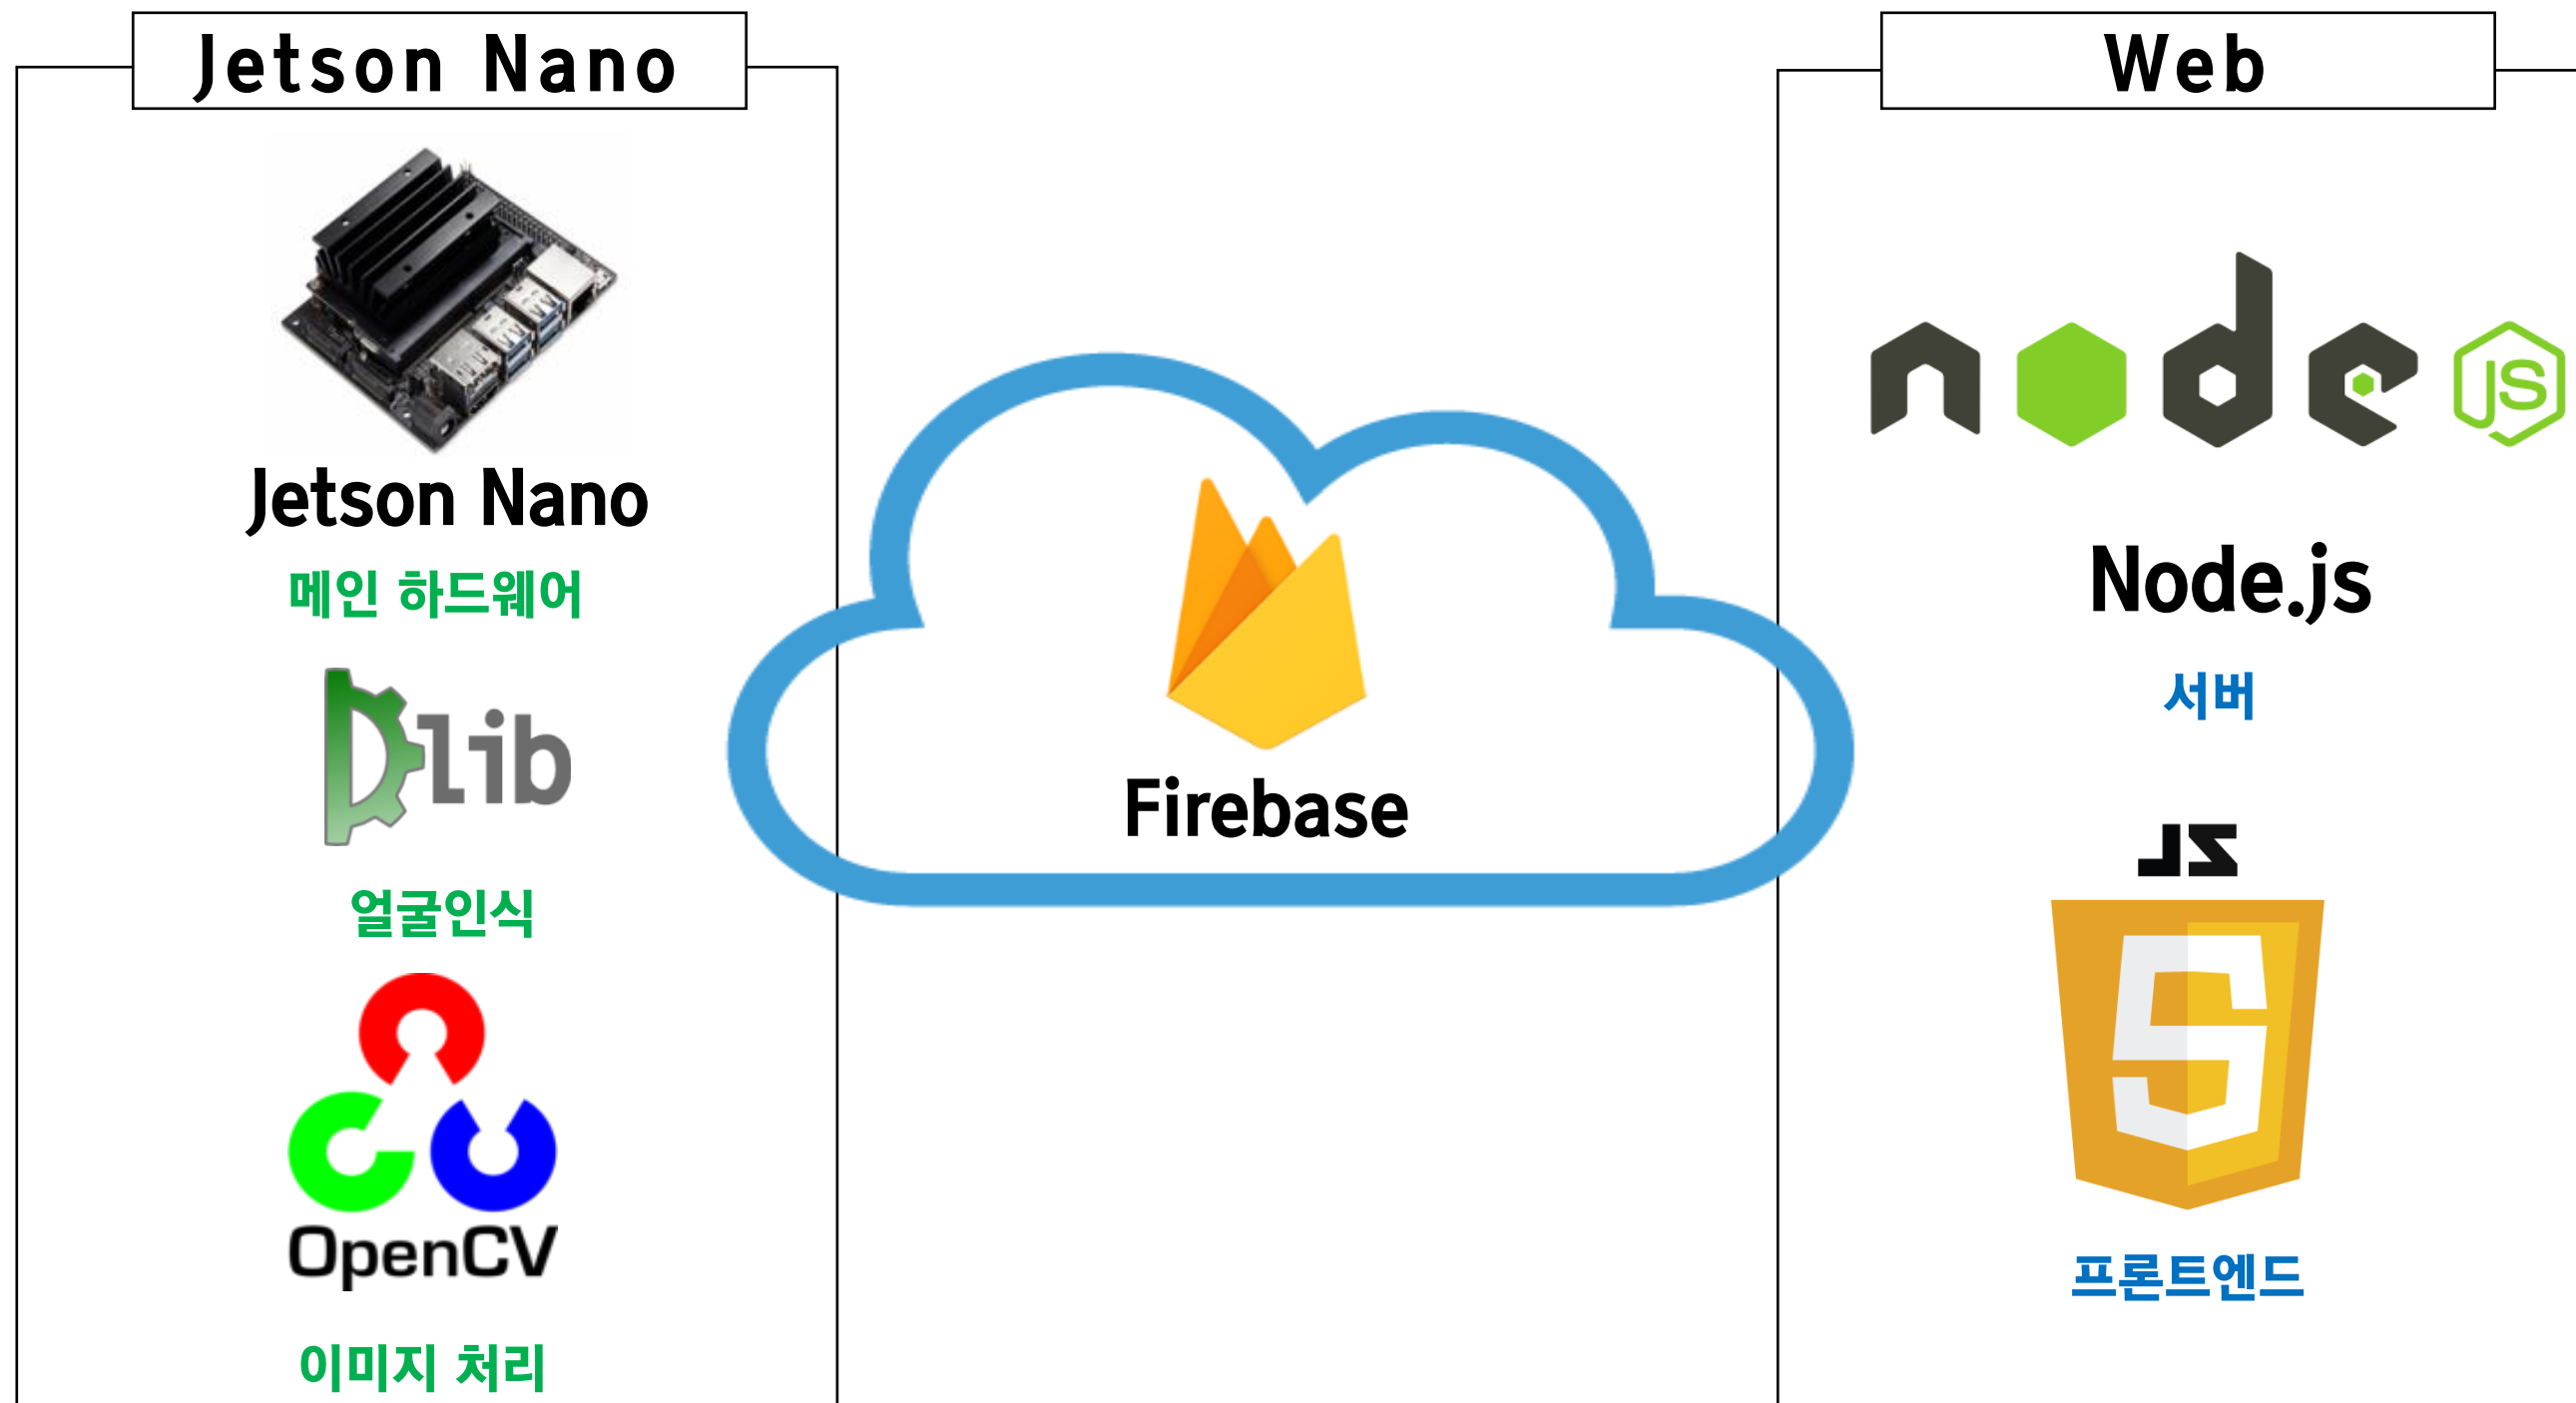 Jetson Nano
Jetson Nano
메인 하드웨어
Dlib
얼굴인식
OpenCV
이미지 처리
Firebase
Web
node JS
Node.js
서버
JS
5
프론트엔드